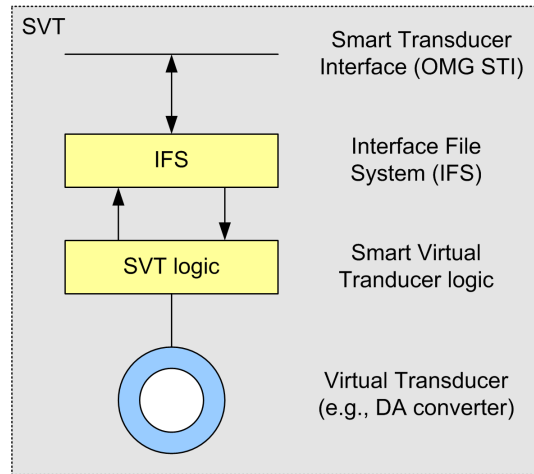 SVT
Smart Transducer
Interface (OMG STI)
IFS
Interface File
System (IFS)
SVT logic
Smart Virtual
Tranducer logic
Virtual Transducer
(e.g., DA converter)